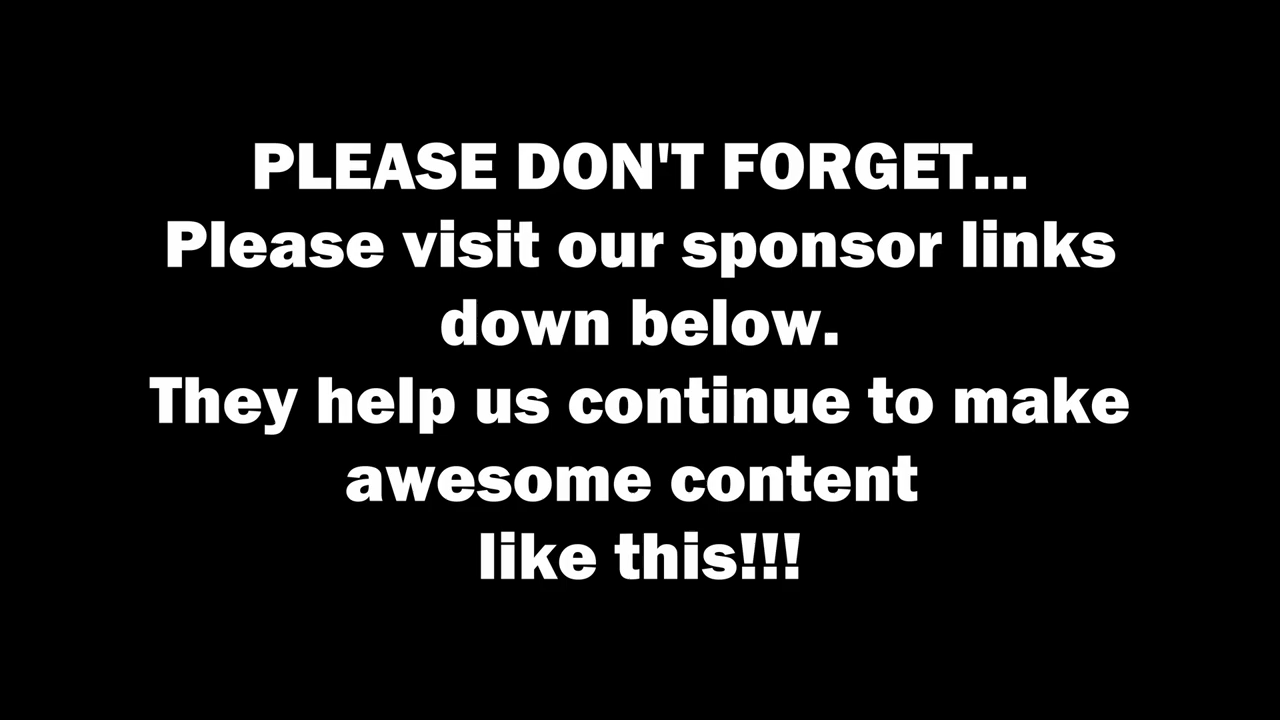 PLEASE DON'T FORGET...
Please visit our sponsor links
down below.
They help us continue to make
awesome content
like this!!!